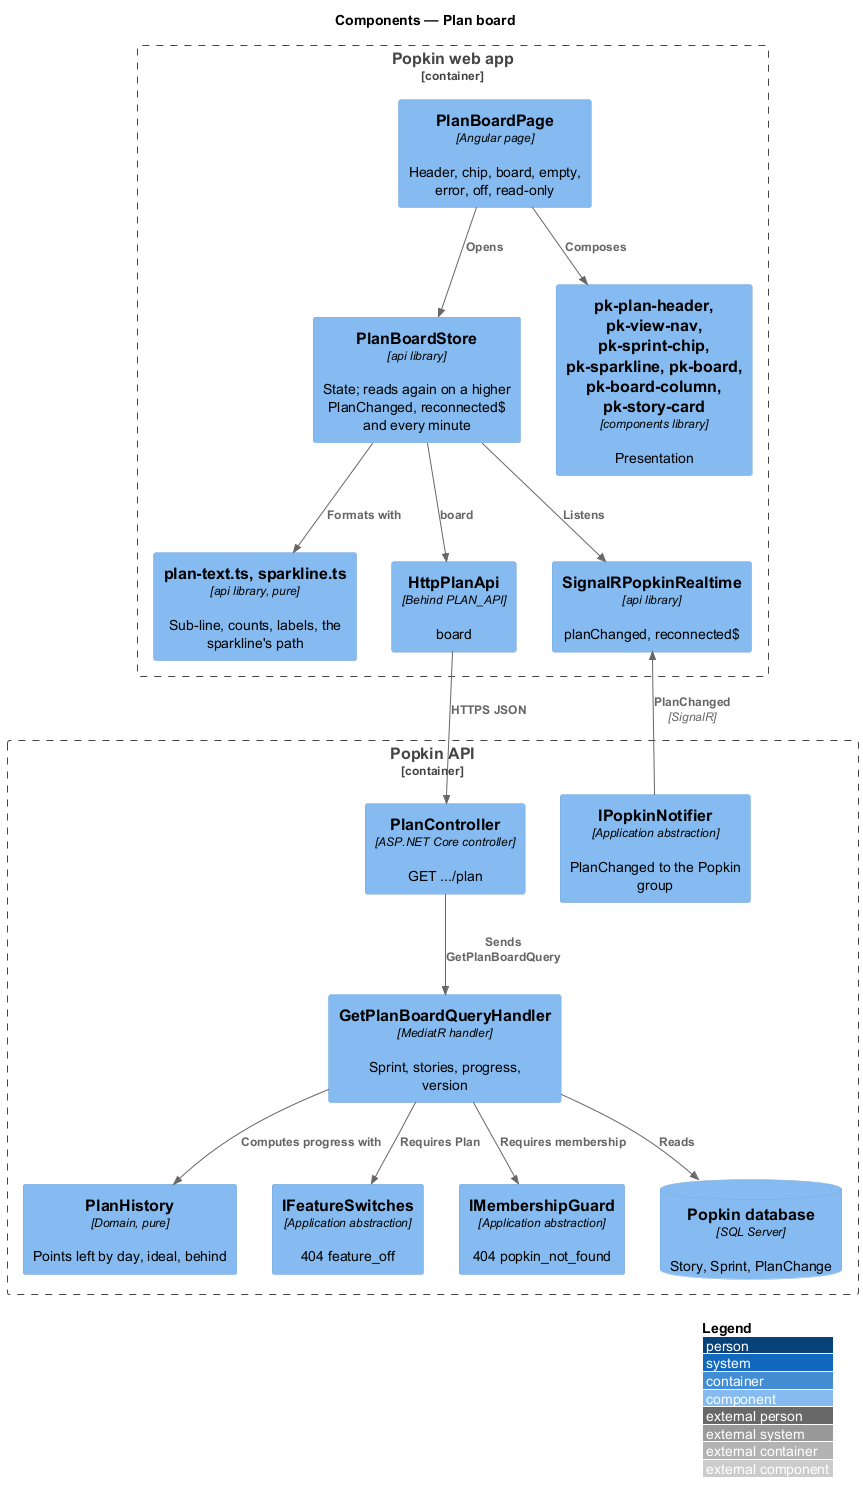 Components — Plan board
Popkin web app
[container]
PlanBoardPage
[Angular page]
Header, chip, board, empty,
error, off, read-only
Opens
Composes
pk-plan-header,
pk-view-nav,
pk-sprint-chip,
pk-sparkline, pk-board,
pk-board-column,
pk-story-card
[components library]
Presentation
PlanBoardStore
[api library]
State; reads again on a higher
PlanChanged, reconnected$
and every minute
Formats with
board
Listens
plan-text.ts, sparkline.ts
[api library, pure]
Sub-line, counts, labels, the
sparkline's path
HttpPlanApi
[Behind PLAN_API]
board
SignalRPopkinRealtime
[api library]
planChanged, reconnected$
HTTPS JSON
PlanChanged
[SignalR]
Popkin API
[container]
PlanController
[ASP.NET Core controller]
GET .../plan
IPopkinNotifier
[Application abstraction]
PlanChanged to the Popkin
group
Sends
GetPlanBoardQuery
GetPlanBoardQueryHandler
[MediatR handler]
Sprint, stories, progress,
version
Computes progress with
Requires Plan
Requires membership
Reads
PlanHistory
[Domain, pure]
Points left by day, ideal, behind
IFeatureSwitches
[Application abstraction]
404 feature_off
IMembershipGuard
[Application abstraction]
404 popkin_not_found
Popkin database
[SQL Server]
Story, Sprint, PlanChange
Legend
person
system
container
component
external person
external system
external container
external component